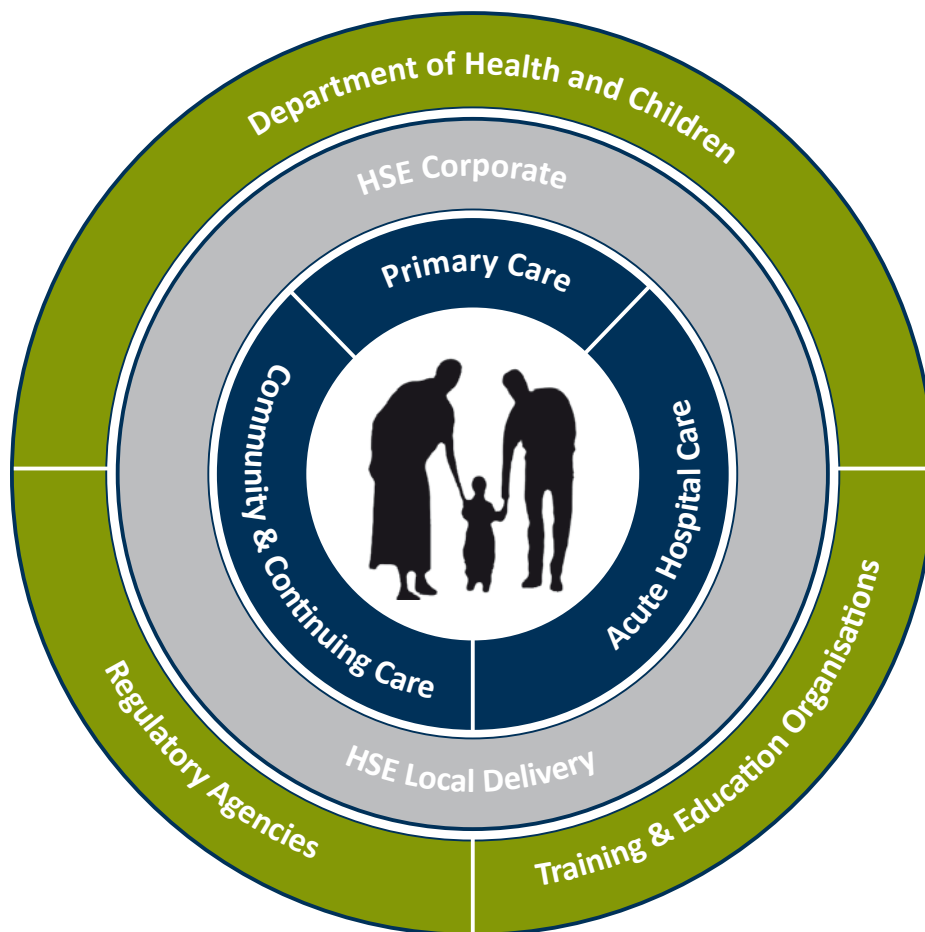 Department of Health and Children
HSE Corporate
Primary Care
Community & Continuing Care
Acute Hospital Care
HSE Local Delivery
Regulatory Agencies
Training & Education Organisations